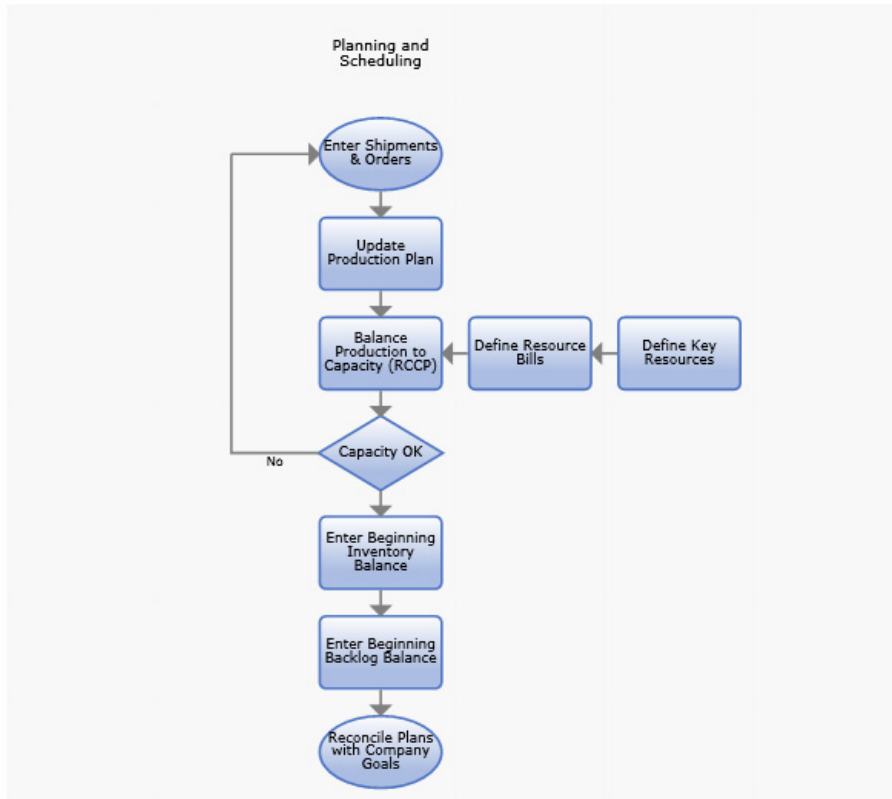 Planning and
Scheduling
Enter Shipments
& Orders
Update
Production Plan
Balance
Production to
Capacity (RCCP)
Define Resource
Bills
Define Key
Resources
Capacity OK
No
Enter Beginning
Inventory
Balance
Enter Beginning
Backlog Balance
Reconcile Plans
with Company
Goals